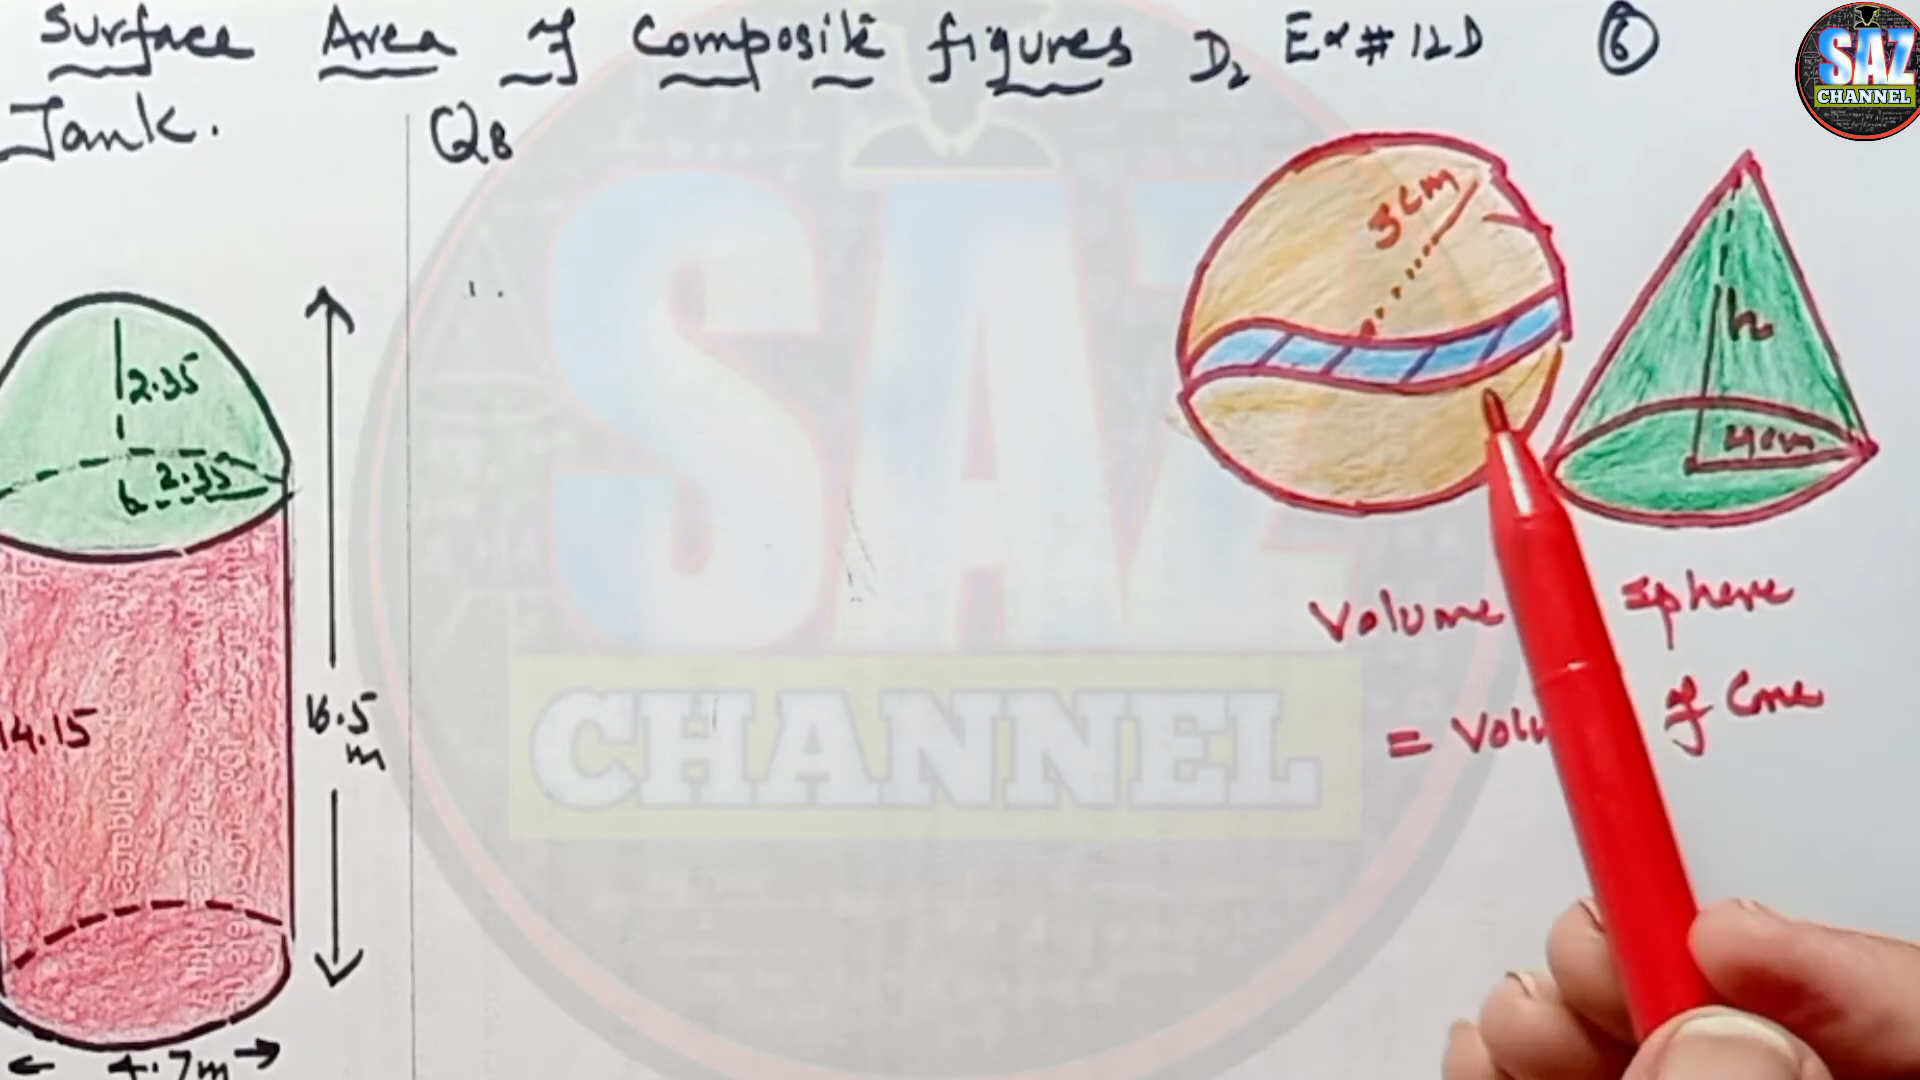 Surface Area of Composite figures D2 Ex # 12D 6
SAZ
CHANNEL
Tank.
Q8
3cm
h
4cm
2.35
2.35
14.15
16.5
m
4.7m
Volume sphere
= Volu of Cone
SAZ
CHANNEL